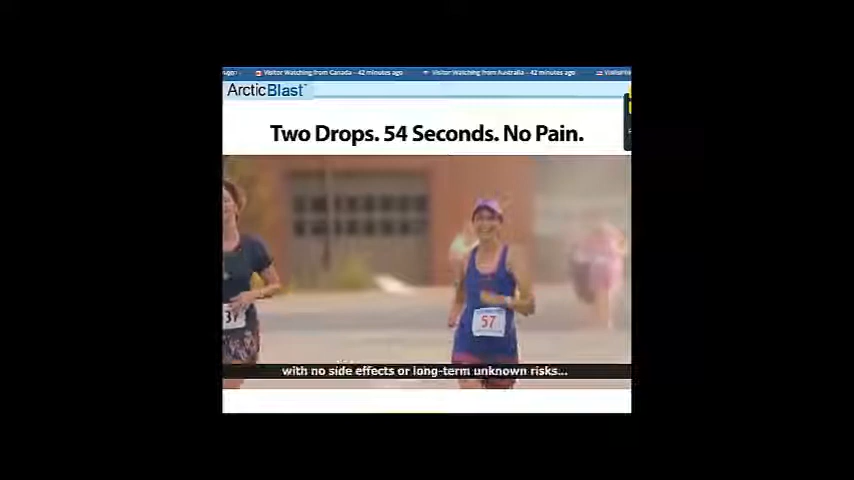 Visitor Watching from Canada - 42 minutes ago Visitor Watching from Australia - 42 minutes ago
ArcticBlast™
Two Drops. 54 Seconds. No Pain.
37
57
with no side effects or long-term unknown risks...